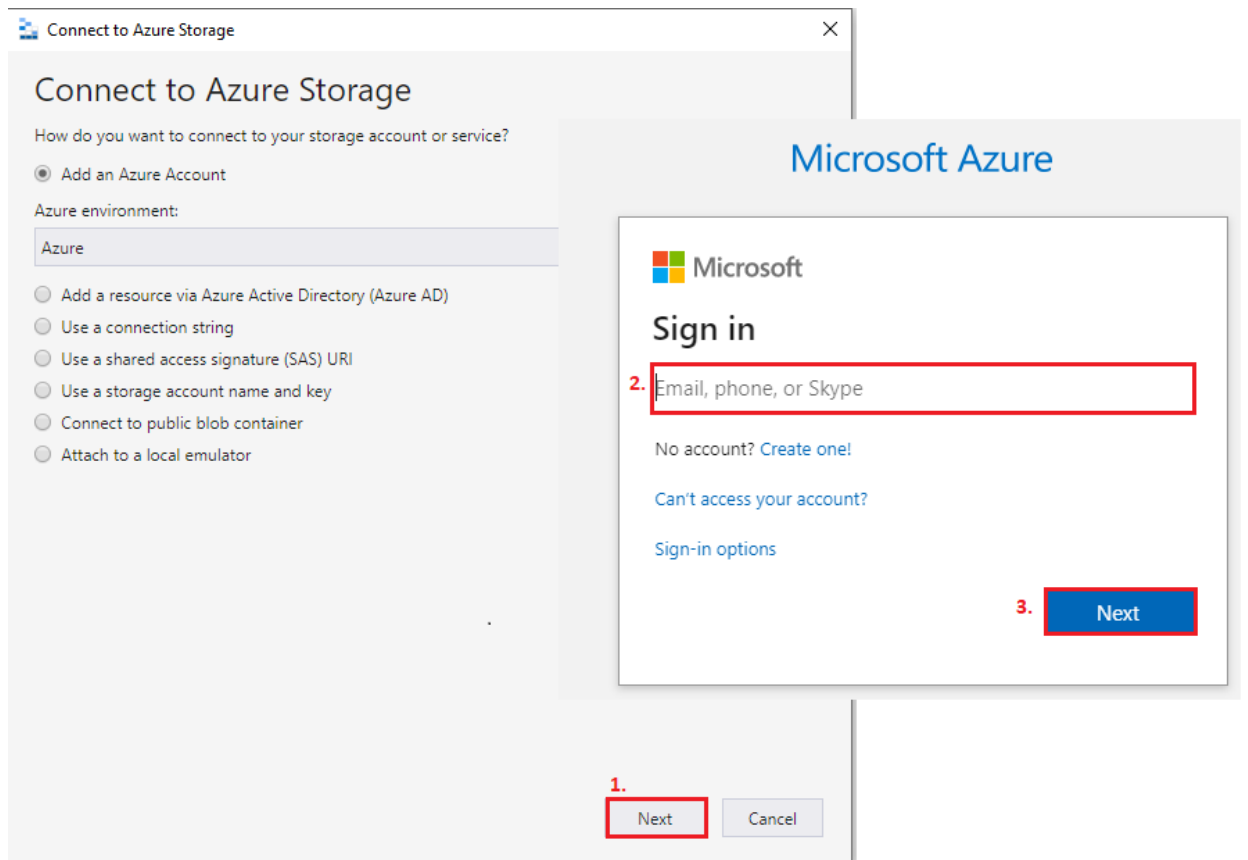 Connect to Azure Storage
Connect to Azure Storage
How do you want to connect to your storage account or service?
Add an Azure Account
Azure environment:
Azure
Add a resource via Azure Active Directory (Azure AD)
Use a connection string
Use a shared access signature (SAS) URI
Use a storage account name and key
Connect to public blob container
Attach to a local emulator
1.
Next
Cancel
Microsoft Azure
Microsoft
Sign in
2.
Email, phone, or Skype
No account? Create one!
Can't access your account?
Sign-in options
3.
Next